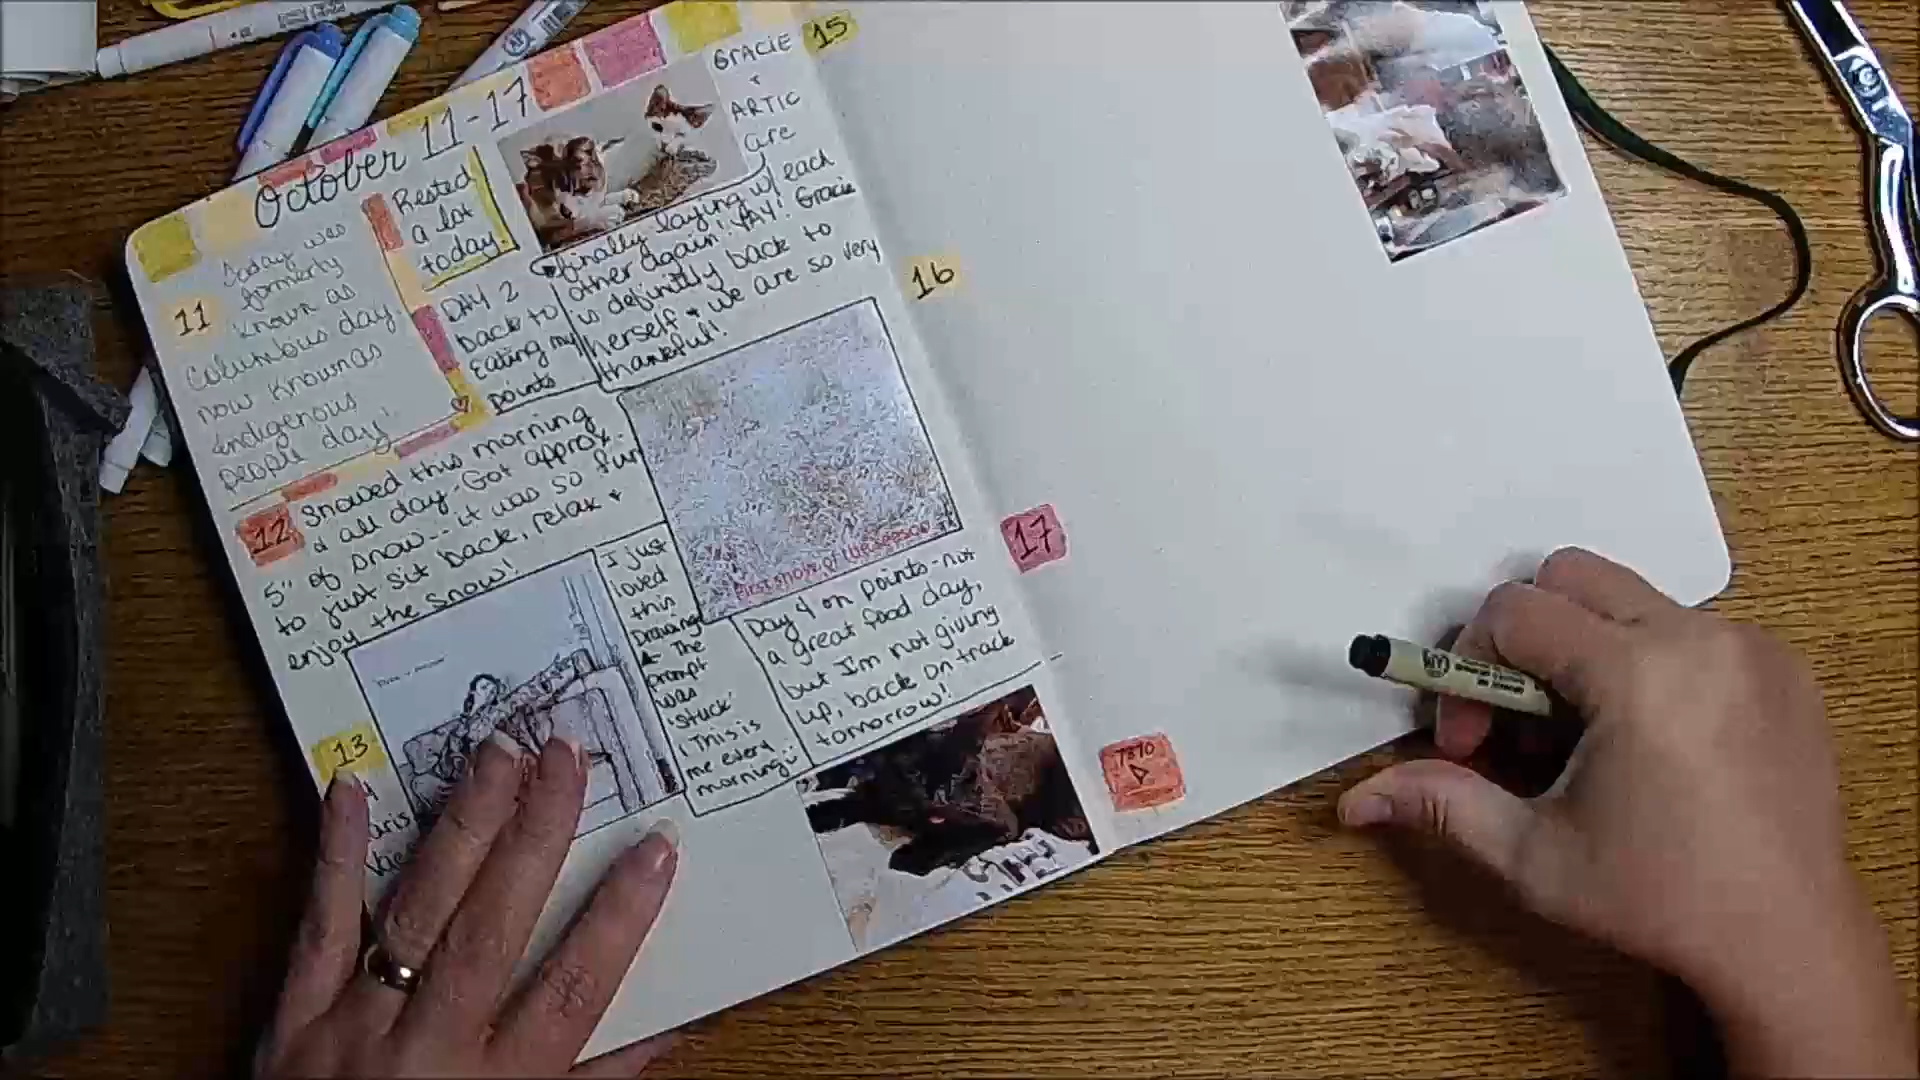 October 11-17
11
Today was
formerly
known as
Columbus day
now known as
indigenous
people day!
Rested
a lot
today.
DAY 2
back to
Eating my
points
GRACIE
+
ARTIC
are
finally laying w/ each
other again! YAY! Gracie
is definitly back to
herself + we are so very
thankful!
12
Snowed this morning
+ all day - Got approx.
5" of snow... it was so fun
to just sit back, relax +
enjoy the snow!
First snow of the season
I just
loved
this
Drawing!
The
prompt
was
"stuck"
(This is
me every
morning
Day 4 on points - not
a great food day,
but I'm not giving
up, back on track
tomorrow!
13
15
16
17
7870